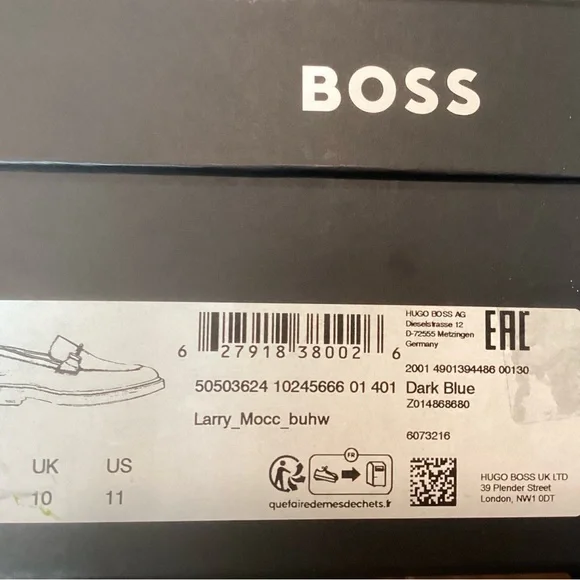 BOSS
HUGO BOSS AG
Dieselstrasse 12
D-72555 Metzingen
Germany
EAC
6 27918 38002 6
2001 4901394486 00130
50503624 10245666 01 401 Dark Blue
Z014868680
Larry_Mocc_buhw
6073216
FR
UK US
10 11
quefairedemesdechets.fr
HUGO BOSS UK LTD
39 Plender Street
London, NW1 0DT